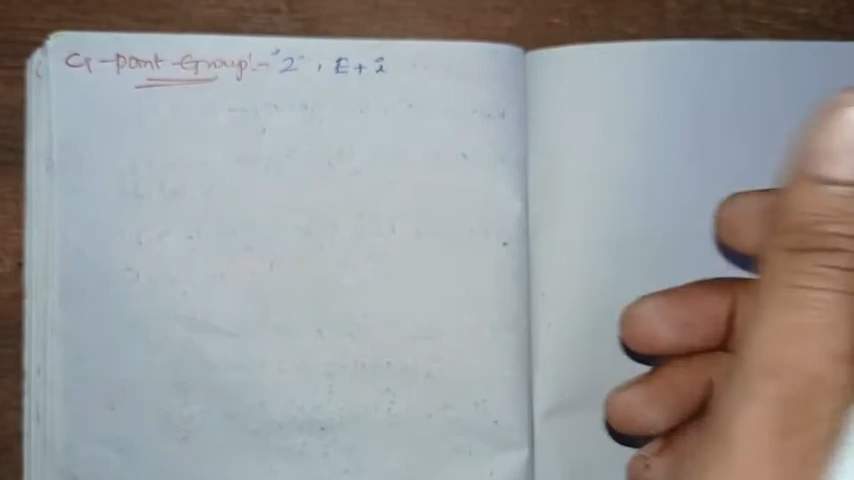 Ci-point-Group:- "2", E + i